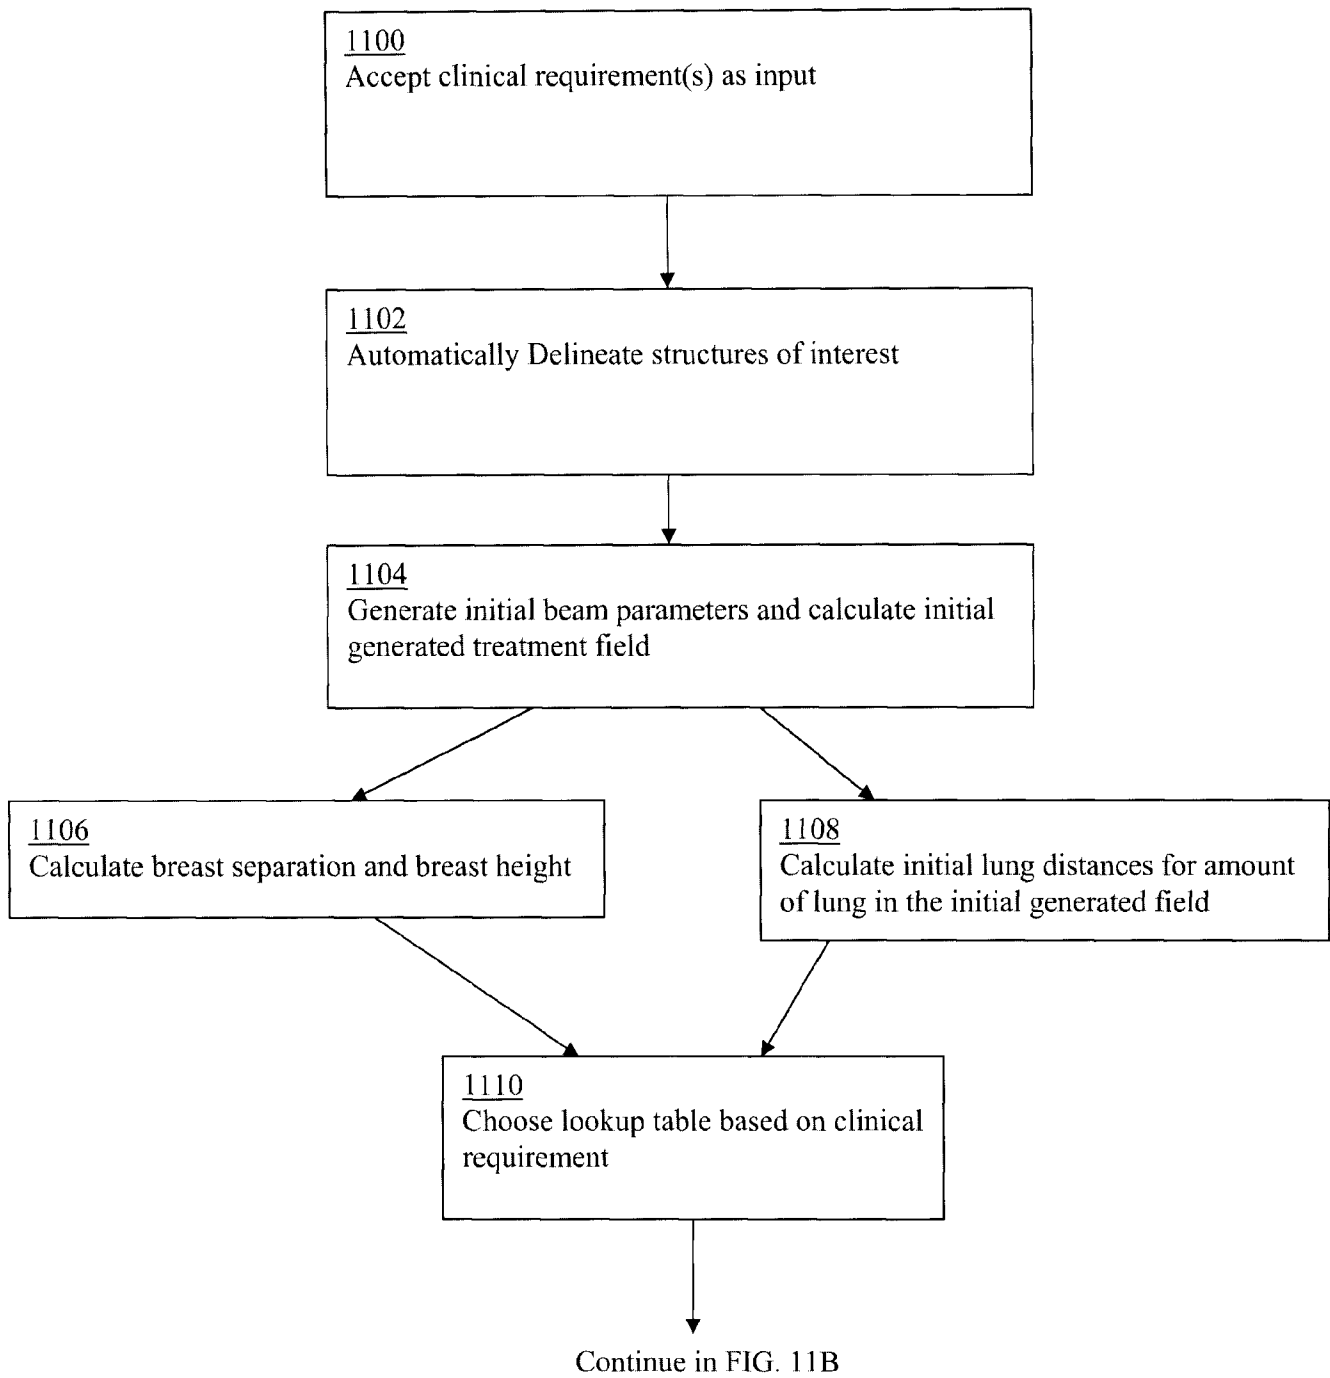 1100
Accept clinical requirement(s) as input
1102
Automatically Delineate structures of interest
1104
Generate initial beam parameters and calculate initial
generated treatment field
1106
Calculate breast separation and breast height
1108
Calculate initial lung distances for amount
of lung in the initial generated field
1110
Choose lookup table based on clinical
requirement
Continue in FIG. 11B